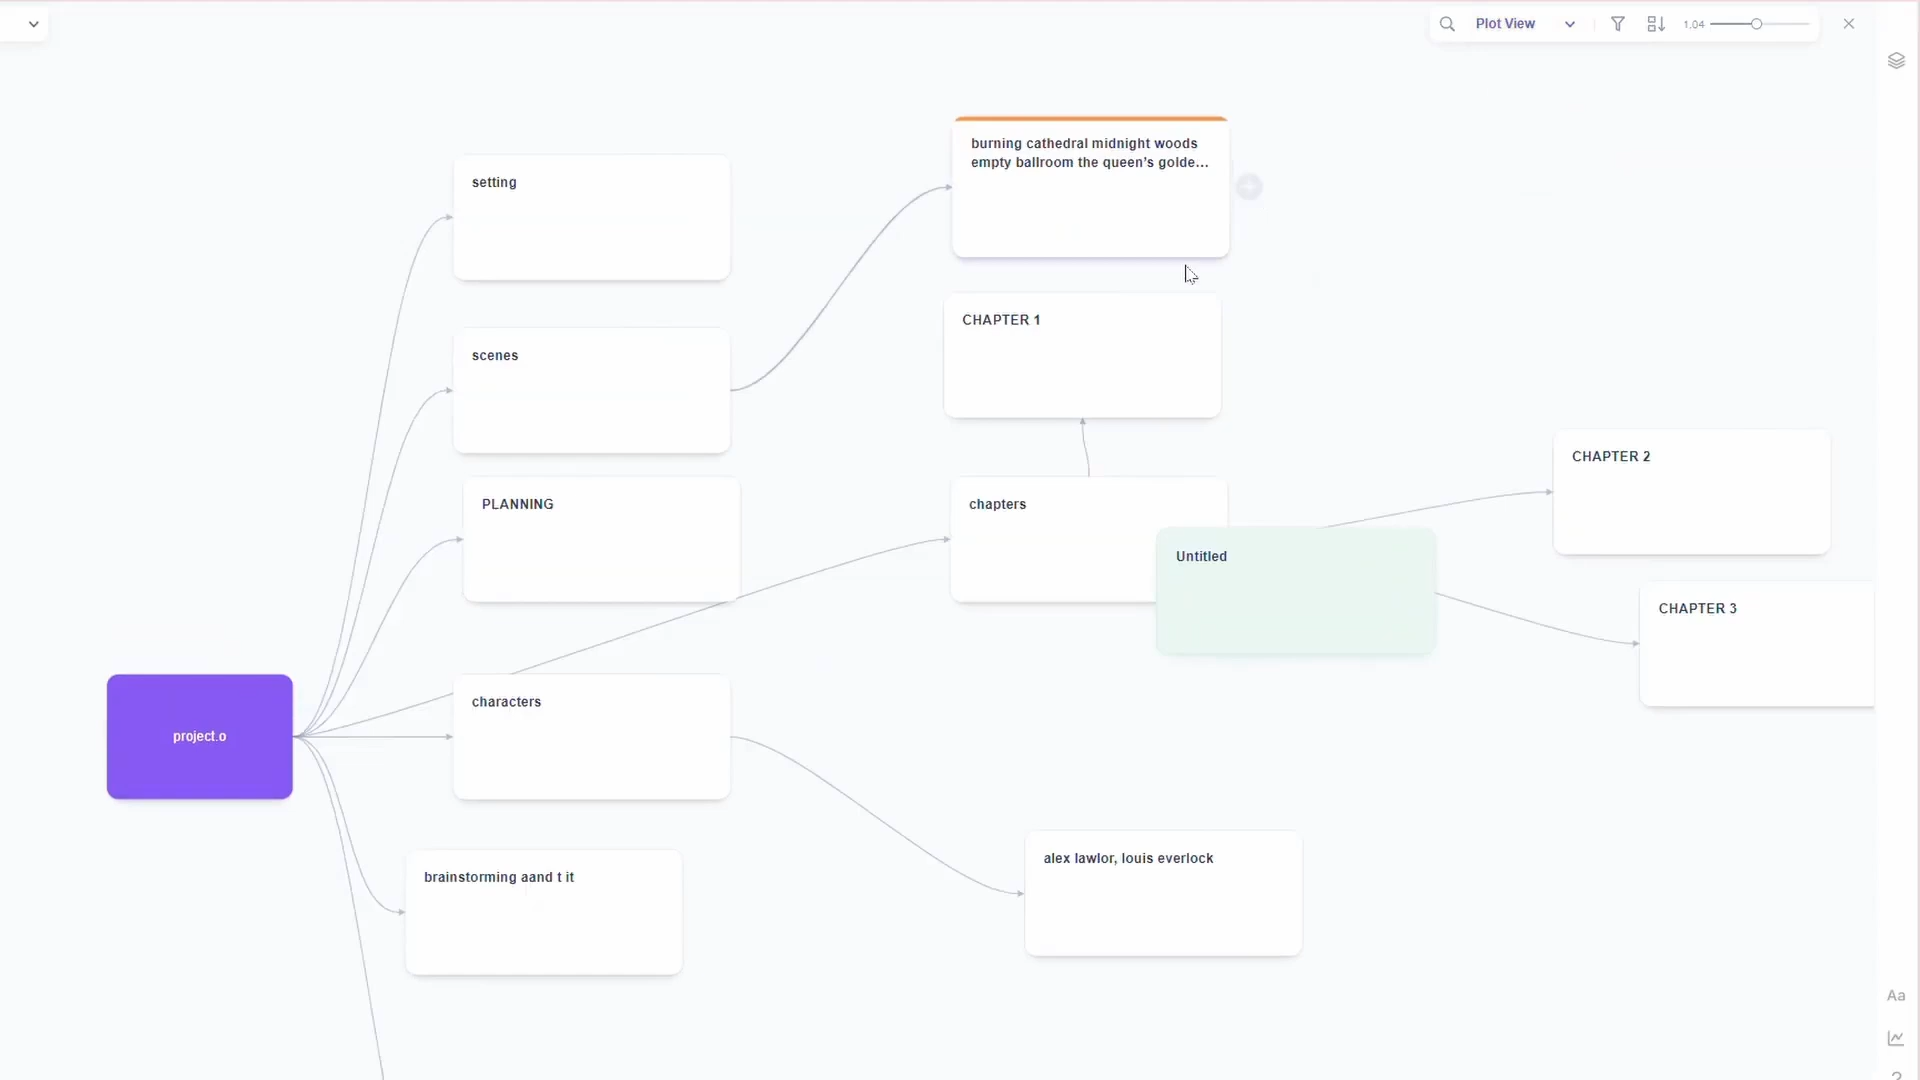 Plot View
1.04
burning cathedral midnight woods
empty ballroom the queen’s golde...
setting
CHAPTER 1
scenes
CHAPTER 2
PLANNING
chapters
Untitled
CHAPTER 3
characters
project.o
alex lawlor, louis everlock
brainstorming aand t it
Aa
?